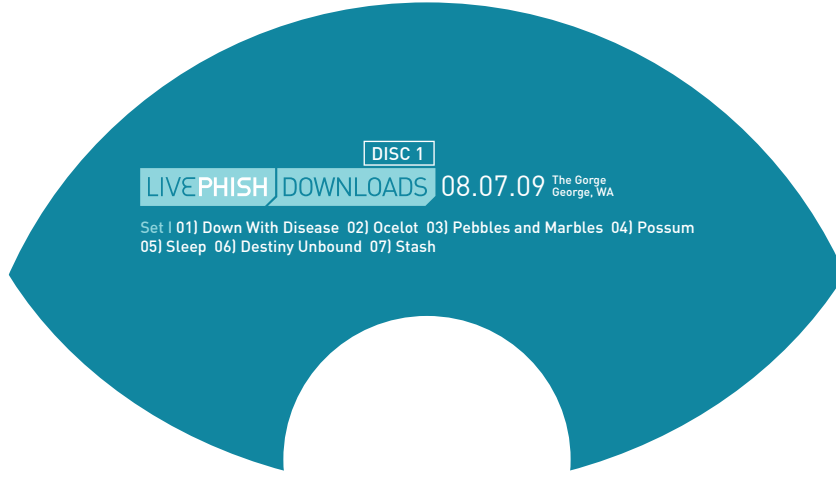 DISC 1
LIVEPHISH DOWNLOADS 08.07.09 The Gorge
George, WA
Set I 01) Down With Disease 02) Ocelot 03) Pebbles and Marbles 04) Possum
05) Sleep 06) Destiny Unbound 07) Stash